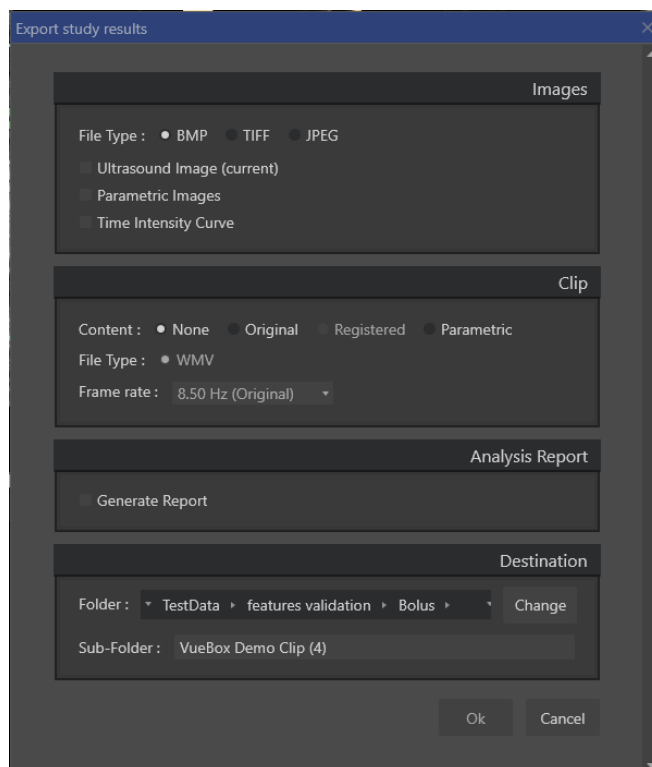 Export study results
Images
File Type : BMP TIFF JPEG
Ultrasound Image (current)
Parametric Images
Time Intensity Curve
Clip
Content : None Original Registered Parametric
File Type : WMV
Frame rate : 8.50 Hz (Original)
Analysis Report
Generate Report
Destination
Folder : TestData features validation Bolus Change
Sub-Folder : VueBox Demo Clip (4)
Ok Cancel